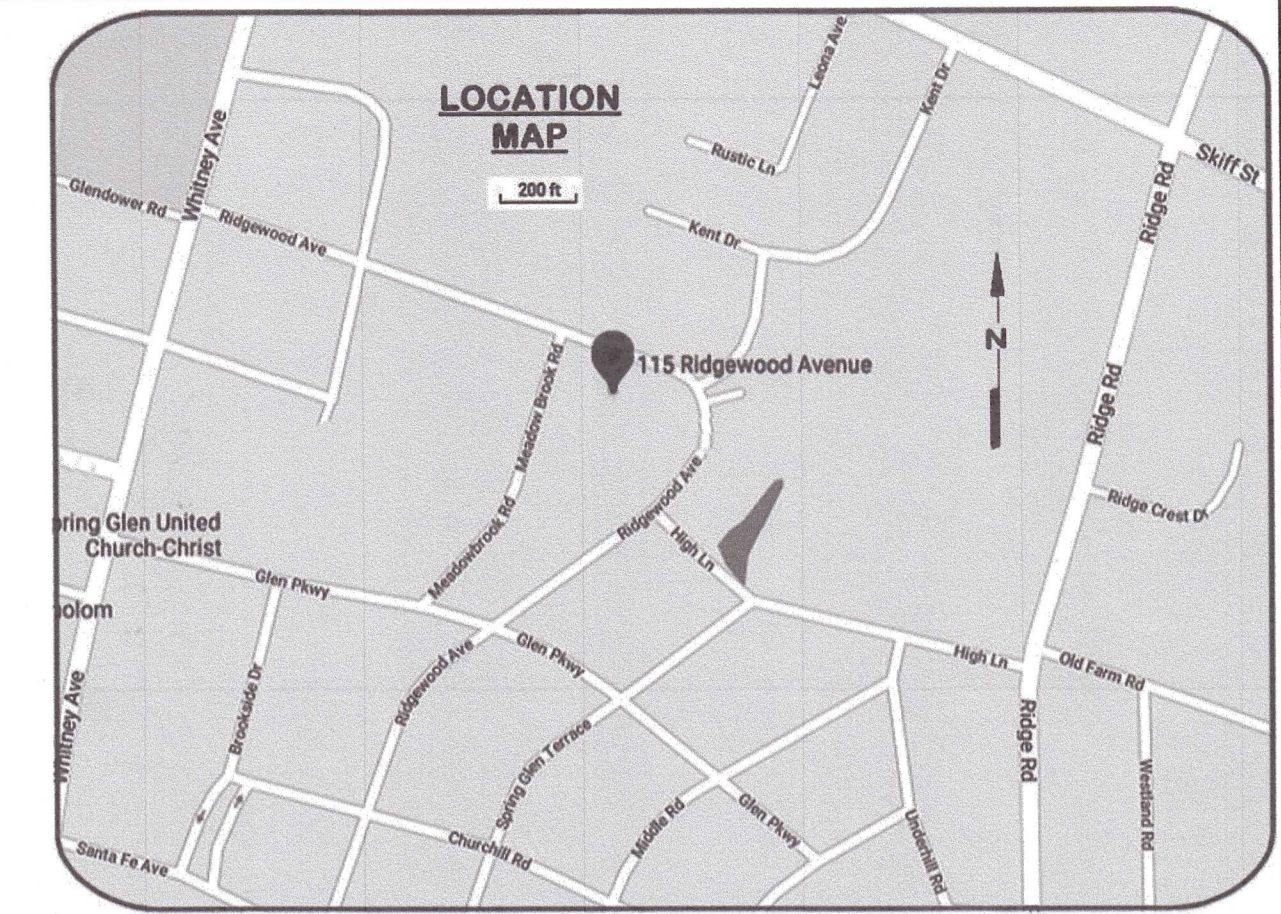 LOCATION
MAP
200 ft
Leona Ave
Kent Dr
Rustic Ln
Skiff St
Whitney Ave
Glendower Rd
Ridgewood Ave
Kent Dr
Ridge Rd
N
115 Ridgewood Avenue
Meadow Brook Rd
Ridge Rd
Ridge Crest Dr
Ridgewood Ave
pring Glen United
Church-Christ
High Ln
Meadowbrook Rd
Glen Pkwy
olom
Glen Pkwy
High Ln
Old Farm Rd
Ridgewood Ave
Brookside Dr
Whitney Ave
Ridge Rd
Spring Glen Terrace
Westland Rd
Middle Rd
Glen Pkwy
Underhill Rd
Churchill Rd
Santa Fe Ave